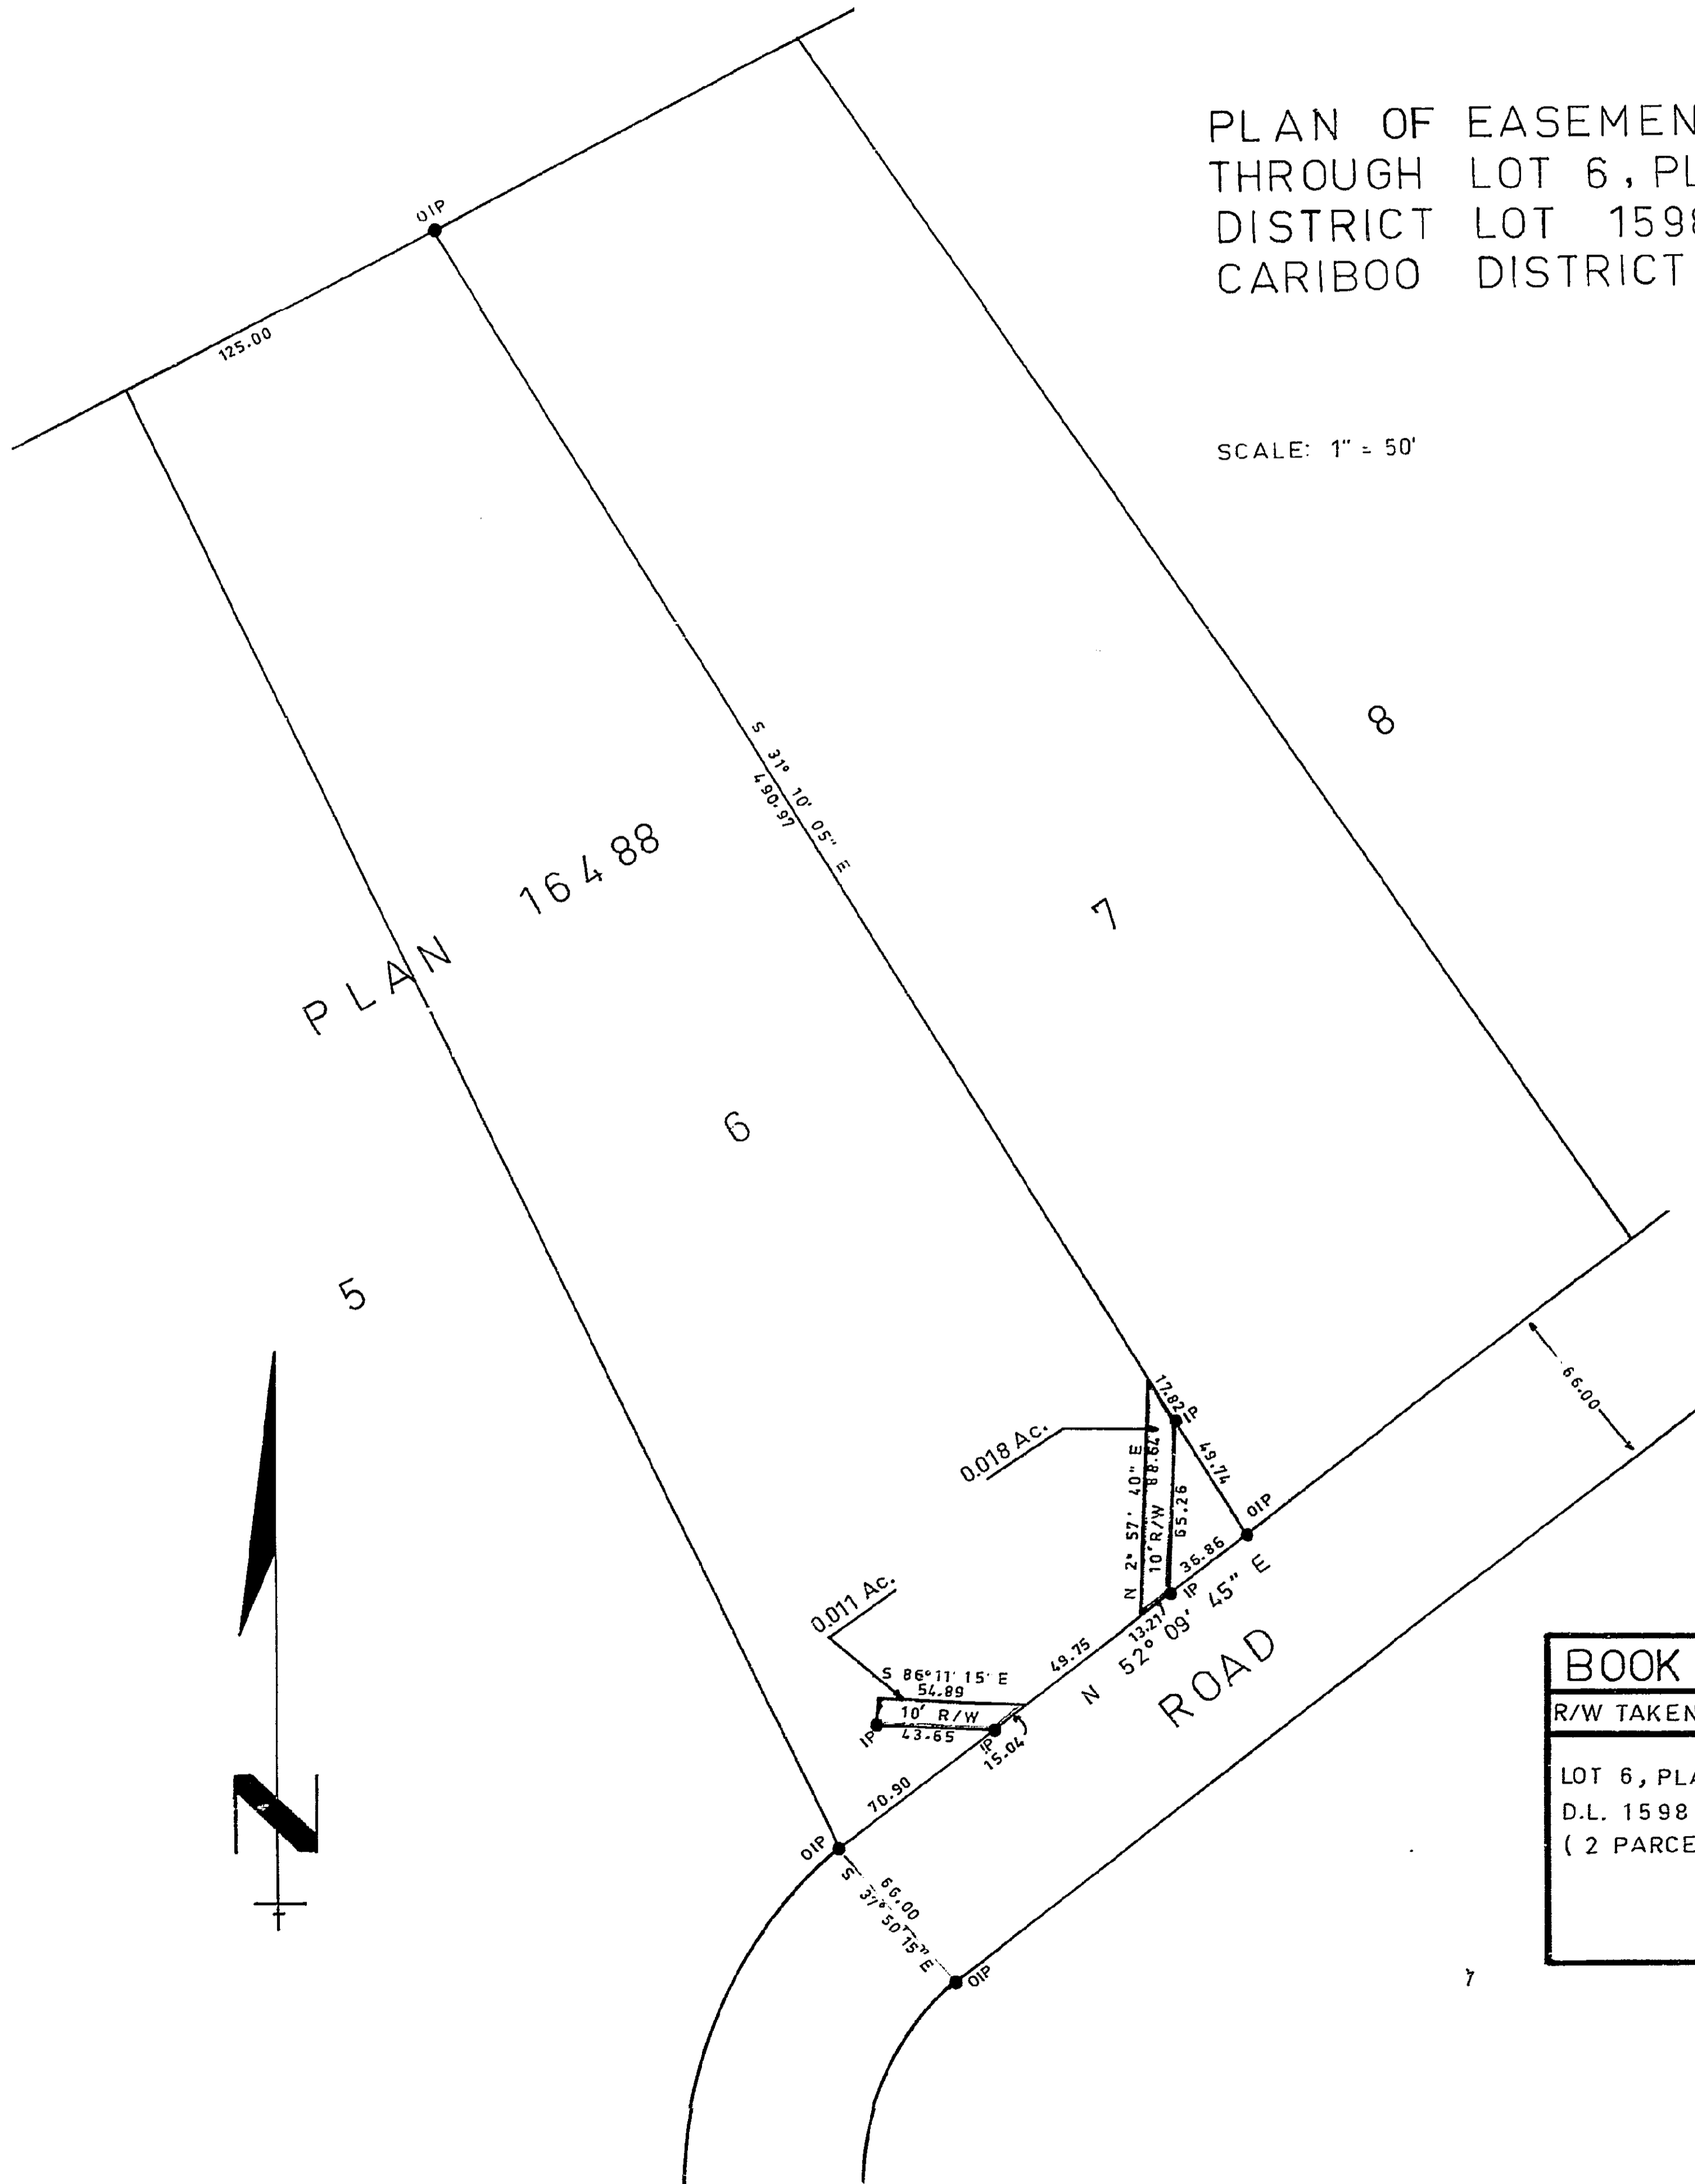 PLAN OF EASEMEN
THROUGH LOT 6, PL
DISTRICT LOT 1598
CARIBOO DISTRICT
SCALE: 1" = 50'
OIP
125.00
S 31° 10' 05" E
490.97
8
PLAN 16488
7
6
5
66.00
17.82
IP
0.018 Ac.
49.74
N 2° 57' 40" E
10' R/W 88.64
65.26
OIP
36.86
IP
13.21
N 52° 09' 45" E
49.75
ROAD
0.011 Ac.
S 86° 11' 15" E
54.89
10' R/W
43.65
IP
IP
15.04
70.90
OIP
66.00
S 37° 50' 15" E
OIP
N
BOOK
R/W TAKEN
LOT 6, PLA
D.L. 1598
( 2 PARCE